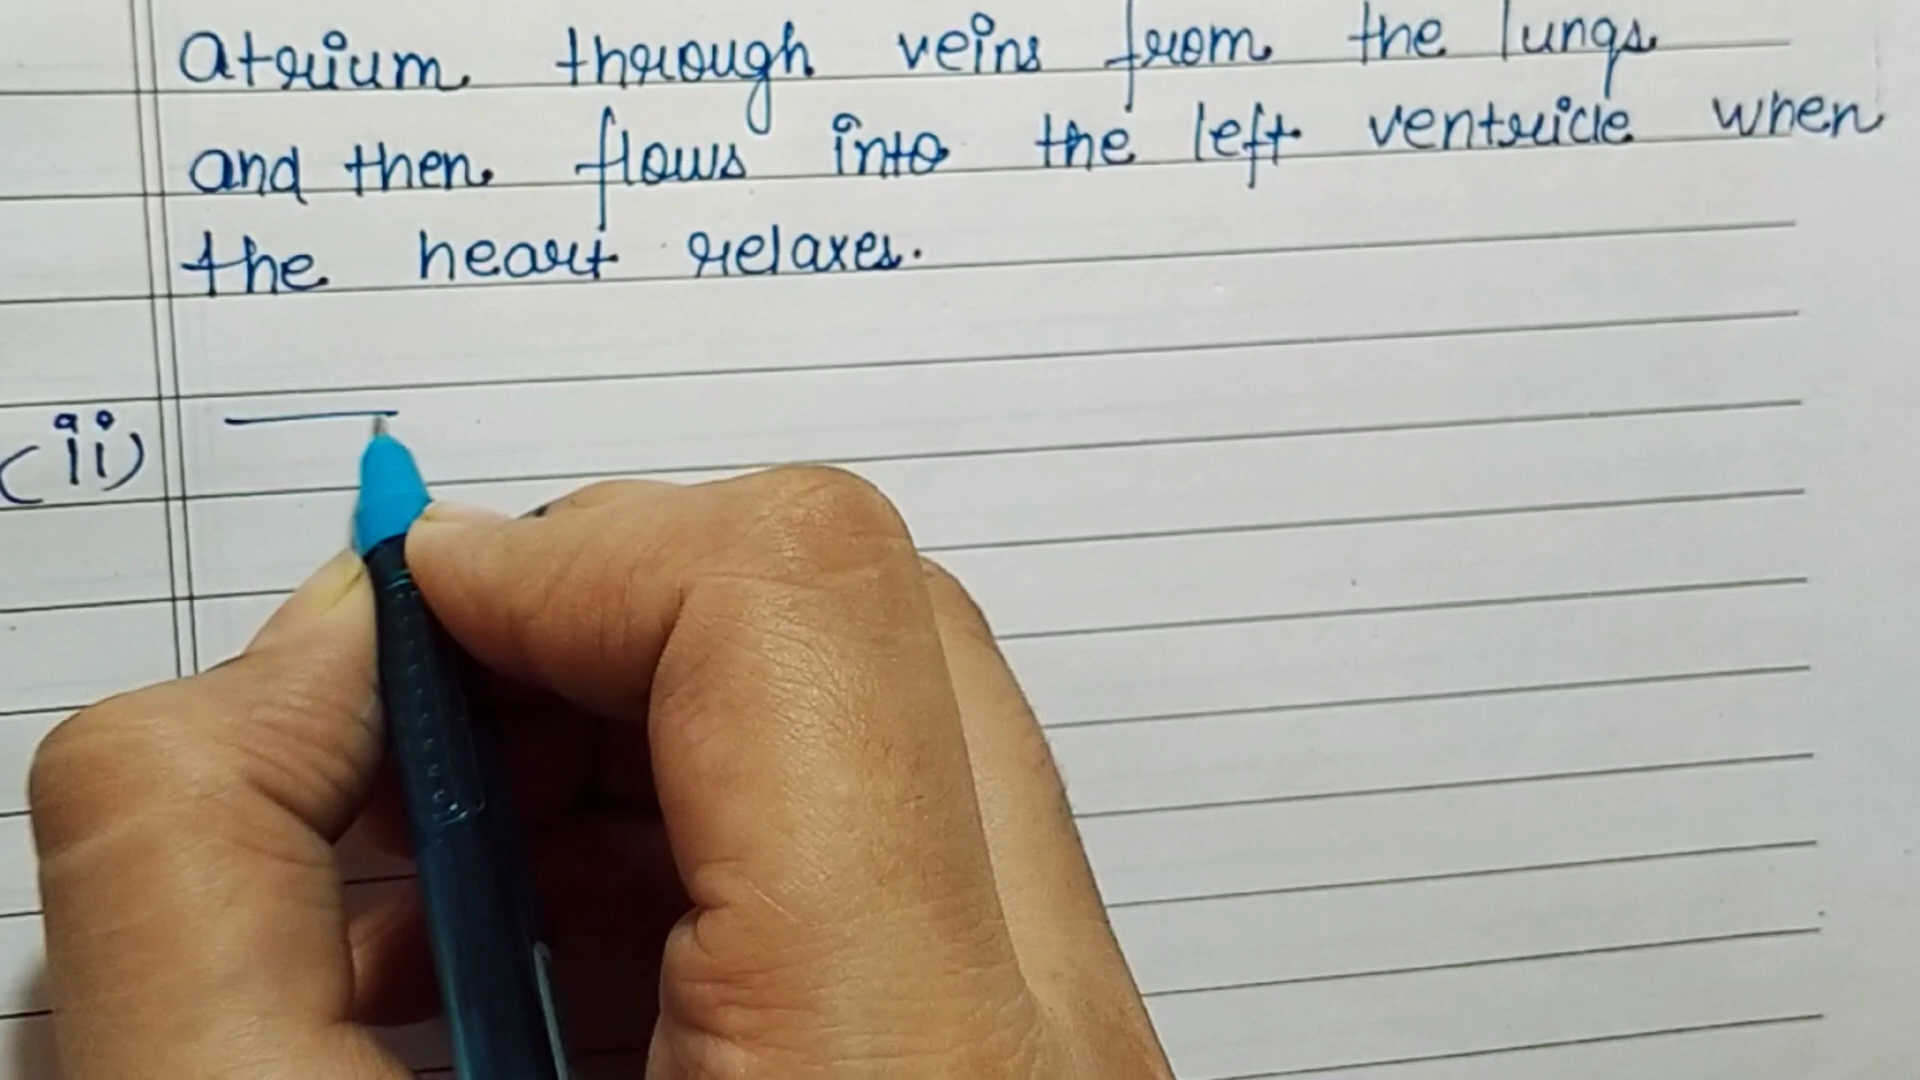 atrium through veins from the lungs
and then flows into the left ventricle when
the heart relaxes.
(ii)